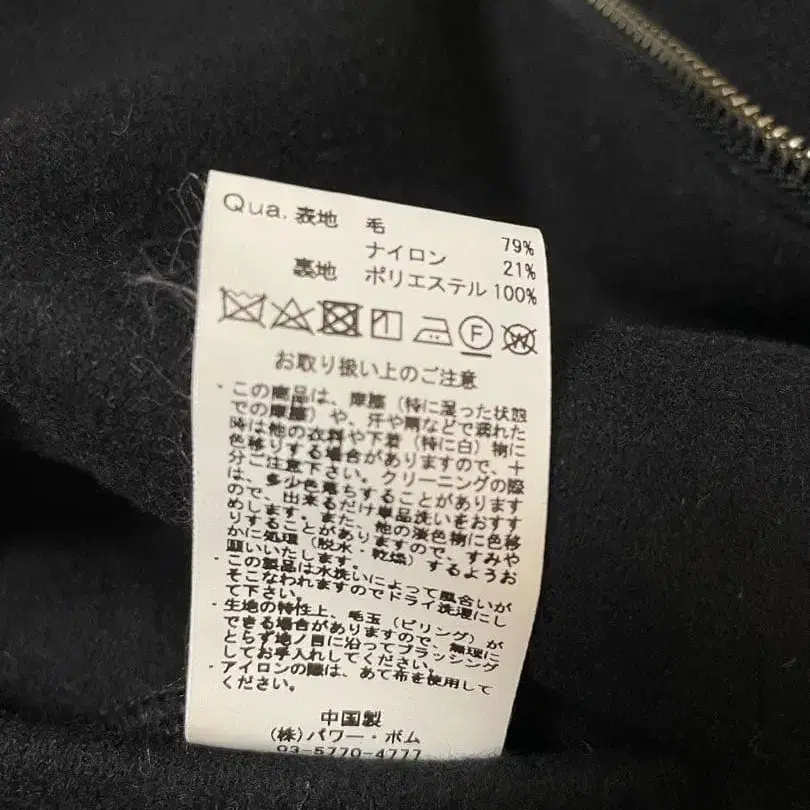 Qua. 表地 毛 79%
ナイロン 21%
裏地 ポリエステル 100%
F W
お取り扱い上のご注意
・この商品は、摩擦（特に湿った状態
での摩擦）や、汗や雨などで濡れた
時は他の衣料や下着（特に白）に
色移りする場合がありますので、十
分ご注意下さい。クリーニングの際
は、多少色落ちすることがあります
ので、出来るだけ単品洗いをおすす
めします。また、他の淡色物に色移
りすることがありますので、すみや
かに処理（脱水・乾燥）するようお
願いいたします。
・この製品は水洗いによって風合いが
そこなわれますのでドライ洗濯にし
て下さい。
・生地の特性上、毛玉（ピリング）が
できる場合がありますので、無理に
とらず地ノ目に沿ってブラッシング
してお手入れしてください。
・アイロンの際は、あて布を使用して
ください。
中国製
（株）パワー・ボム
03-5770-4777